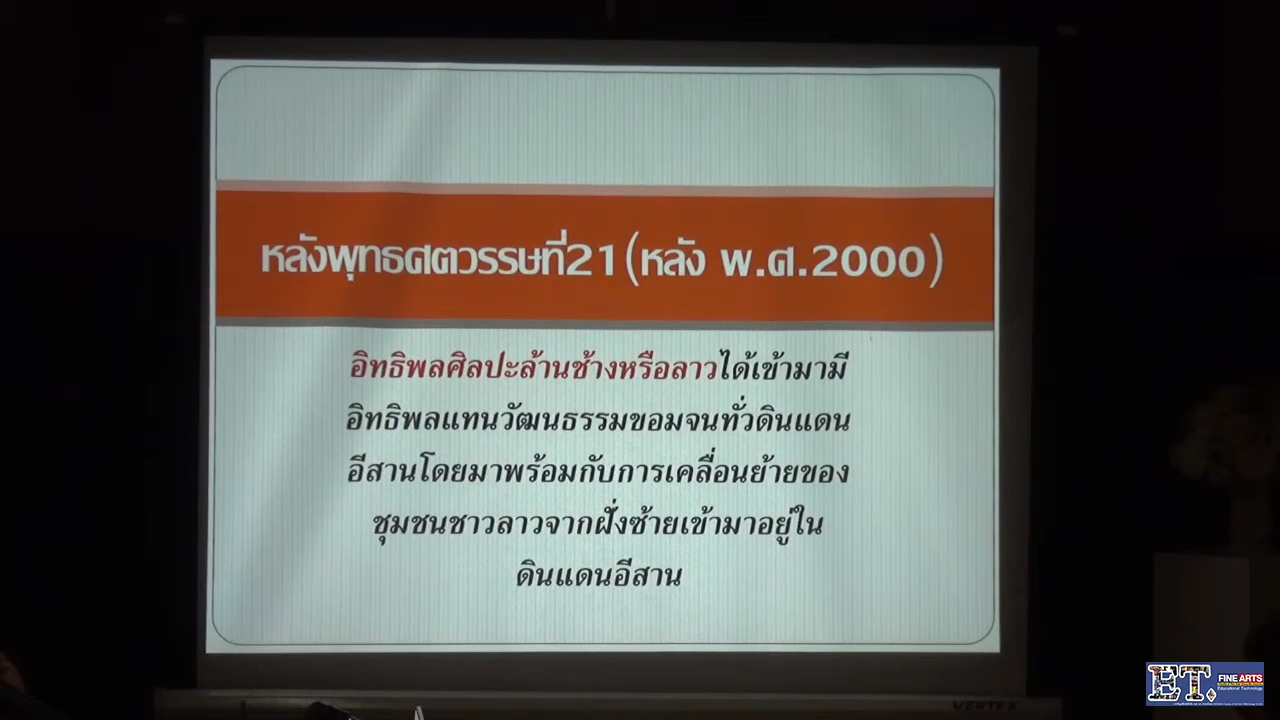 หลังพุทธศตวรรษที่21(หลัง พ.ศ.2000)
อิทธิพลศิลปะล้านช้างหรือลาวได้เข้ามามี
อิทธิพลแทนวัฒนธรรมขอมจนทั่วดินแดน
อีสานโดยมาพร้อมกับการเคลื่อนย้ายของ
ชุมชนชาวลาวจากฝั่งซ้ายเข้ามาอยู่ใน
ดินแดนอีสาน
ET.
FINE ARTS
Educational Technology
VERTEX